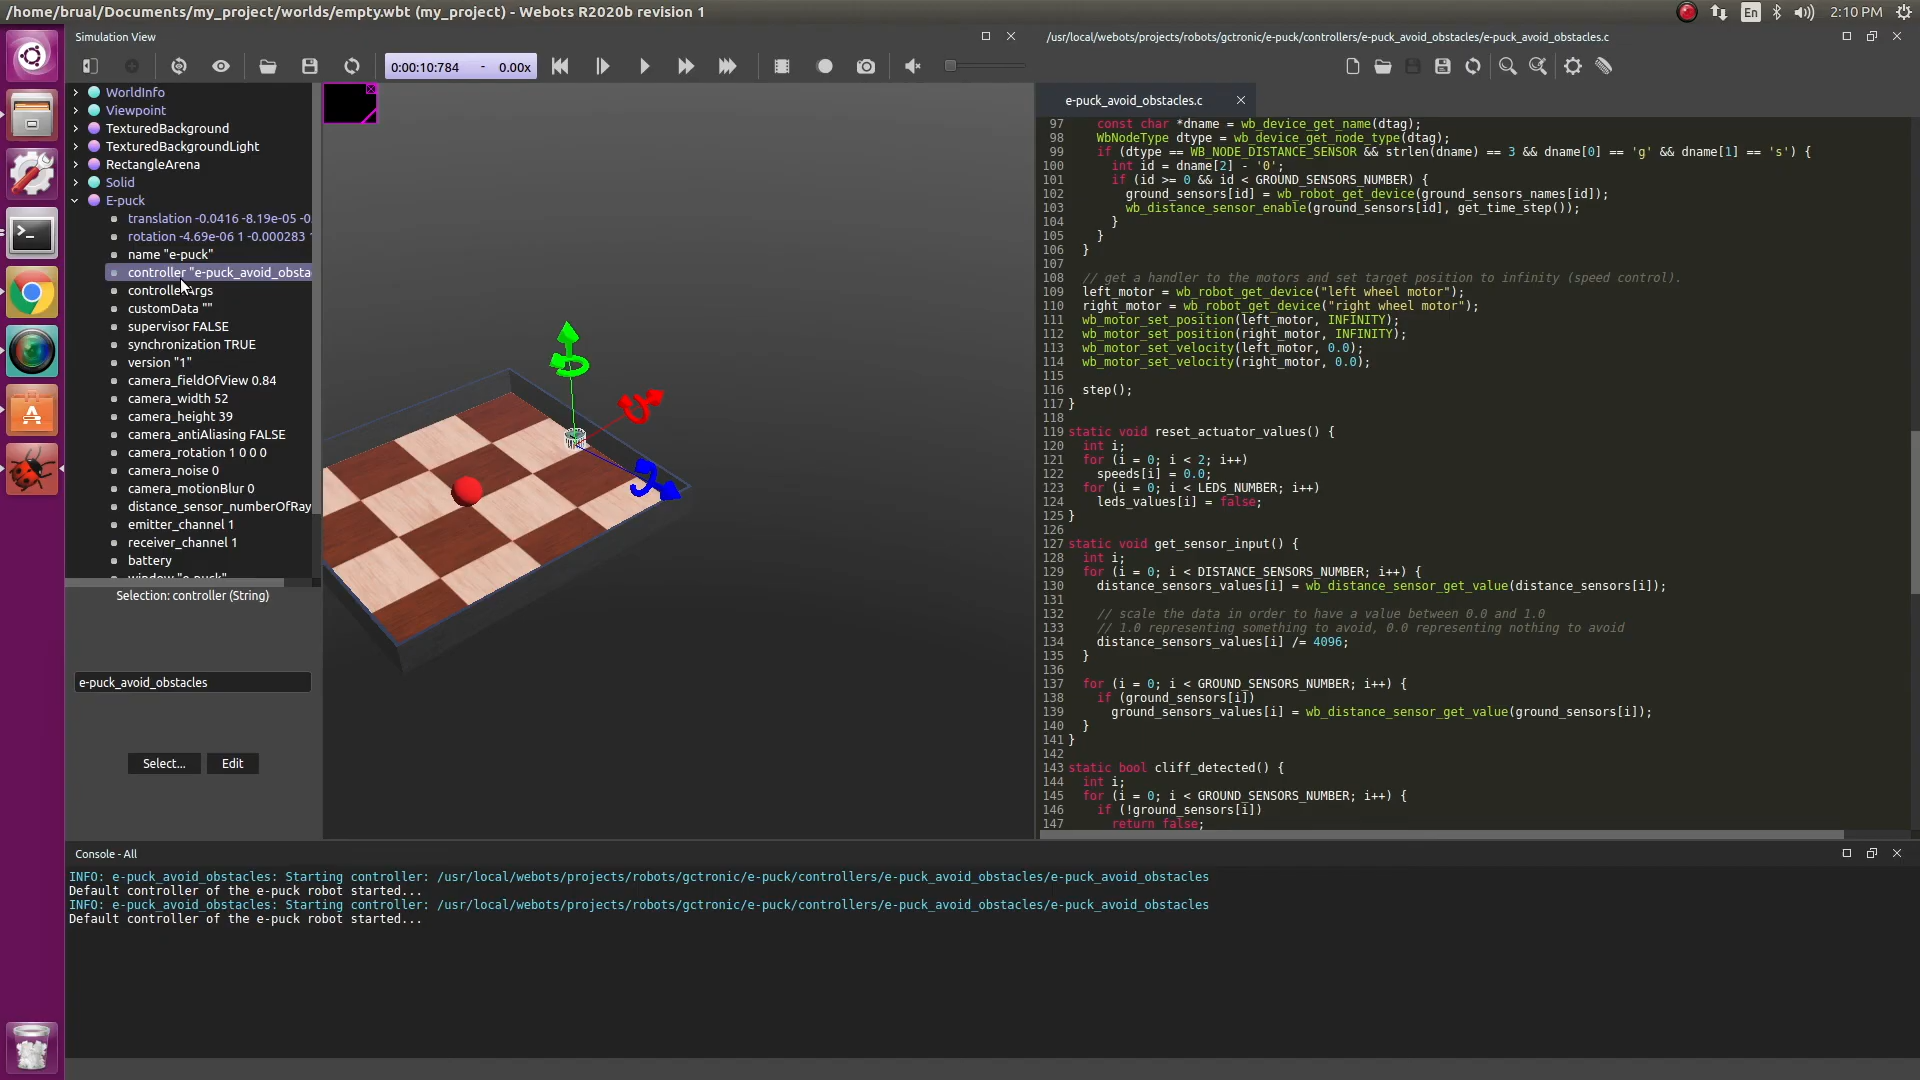 /home/brual/Documents/my_project/worlds/empty.wbt (my_project) - Webots R2020b revision 1
En
2:10 PM
Simulation View
0:00:10:784 - 0.00x
WorldInfo
Viewpoint
TexturedBackground
TexturedBackgroundLight
RectangleArena
Solid
E-puck
translation -0.0416 -8.19e-05 -0.
rotation -4.69e-06 1 -0.000283
name "e-puck"
controller "e-puck_avoid_obsta
controllerArgs
customData ""
supervisor FALSE
synchronization TRUE
version "1"
camera_fieldOfView 0.84
camera_width 52
camera_height 39
camera_antiAliasing FALSE
camera_rotation 1 0 0 0
camera_noise 0
camera_motionBlur 0
distance_sensor_numberOfRay
emitter_channel 1
receiver_channel 1
battery
window "e-puck"
Selection: controller (String)
e-puck_avoid_obstacles
Select...
Edit
/usr/local/webots/projects/robots/gctronic/e-puck/controllers/e-puck_avoid_obstacles/e-puck_avoid_obstacles.c
e-puck_avoid_obstacles.c
97 const char *dname = wb_device_get_name(dtag);
98 WbNodeType dtype = wb_device_get_node_type(dtag);
99 if (dtype == WB_NODE_DISTANCE_SENSOR && strlen(dname) == 3 && dname[0] == 'g' && dname[1] == 's') {
100 int id = dname[2] - '0';
101 if (id >= 0 && id < GROUND_SENSORS_NUMBER) {
102 ground_sensors[id] = wb_robot_get_device(ground_sensors_names[id]);
103 wb_distance_sensor_enable(ground_sensors[id], get_time_step());
104 }
105 }
106 }
107
108 // get a handler to the motors and set target position to infinity (speed control).
109 left_motor = wb_robot_get_device("left wheel motor");
110 right_motor = wb_robot_get_device("right wheel motor");
111 wb_motor_set_position(left_motor, INFINITY);
112 wb_motor_set_position(right_motor, INFINITY);
113 wb_motor_set_velocity(left_motor, 0.0);
114 wb_motor_set_velocity(right_motor, 0.0);
115
116 step();
117 }
118
119 static void reset_actuator_values() {
120 int i;
121 for (i = 0; i < 2; i++)
122 speeds[i] = 0.0;
123 for (i = 0; i < LEDS_NUMBER; i++)
124 leds_values[i] = false;
125 }
126
127 static void get_sensor_input() {
128 int i;
129 for (i = 0; i < DISTANCE_SENSORS_NUMBER; i++) {
130 distance_sensors_values[i] = wb_distance_sensor_get_value(distance_sensors[i]);
131
132 // scale the data in order to have a value between 0.0 and 1.0
133 // 1.0 representing something to avoid, 0.0 representing nothing to avoid
134 distance_sensors_values[i] /= 4096;
135 }
136
137 for (i = 0; i < GROUND_SENSORS_NUMBER; i++) {
138 if (ground_sensors[i])
139 ground_sensors_values[i] = wb_distance_sensor_get_value(ground_sensors[i]);
140 }
141 }
142
143 static bool cliff_detected() {
144 int i;
145 for (i = 0; i < GROUND_SENSORS_NUMBER; i++) {
146 if (!ground_sensors[i])
147 return false;
Console - All
INFO: e-puck_avoid_obstacles: Starting controller: /usr/local/webots/projects/robots/gctronic/e-puck/controllers/e-puck_avoid_obstacles/e-puck_avoid_obstacles
Default controller of the e-puck robot started...
INFO: e-puck_avoid_obstacles: Starting controller: /usr/local/webots/projects/robots/gctronic/e-puck/controllers/e-puck_avoid_obstacles/e-puck_avoid_obstacles
Default controller of the e-puck robot started...